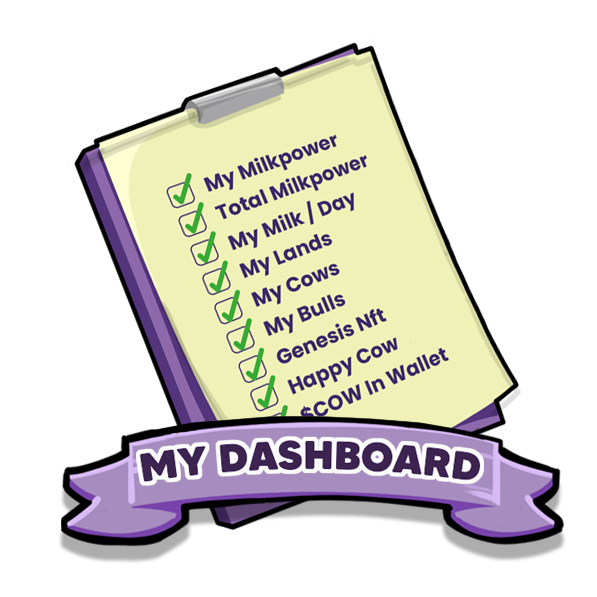 My Milkpower
Total Milkpower
My Milk / Day
My Lands
My Cows
My Bulls
Genesis Nft
Happy Cow
$COW In Wallet
MY DASHBOARD